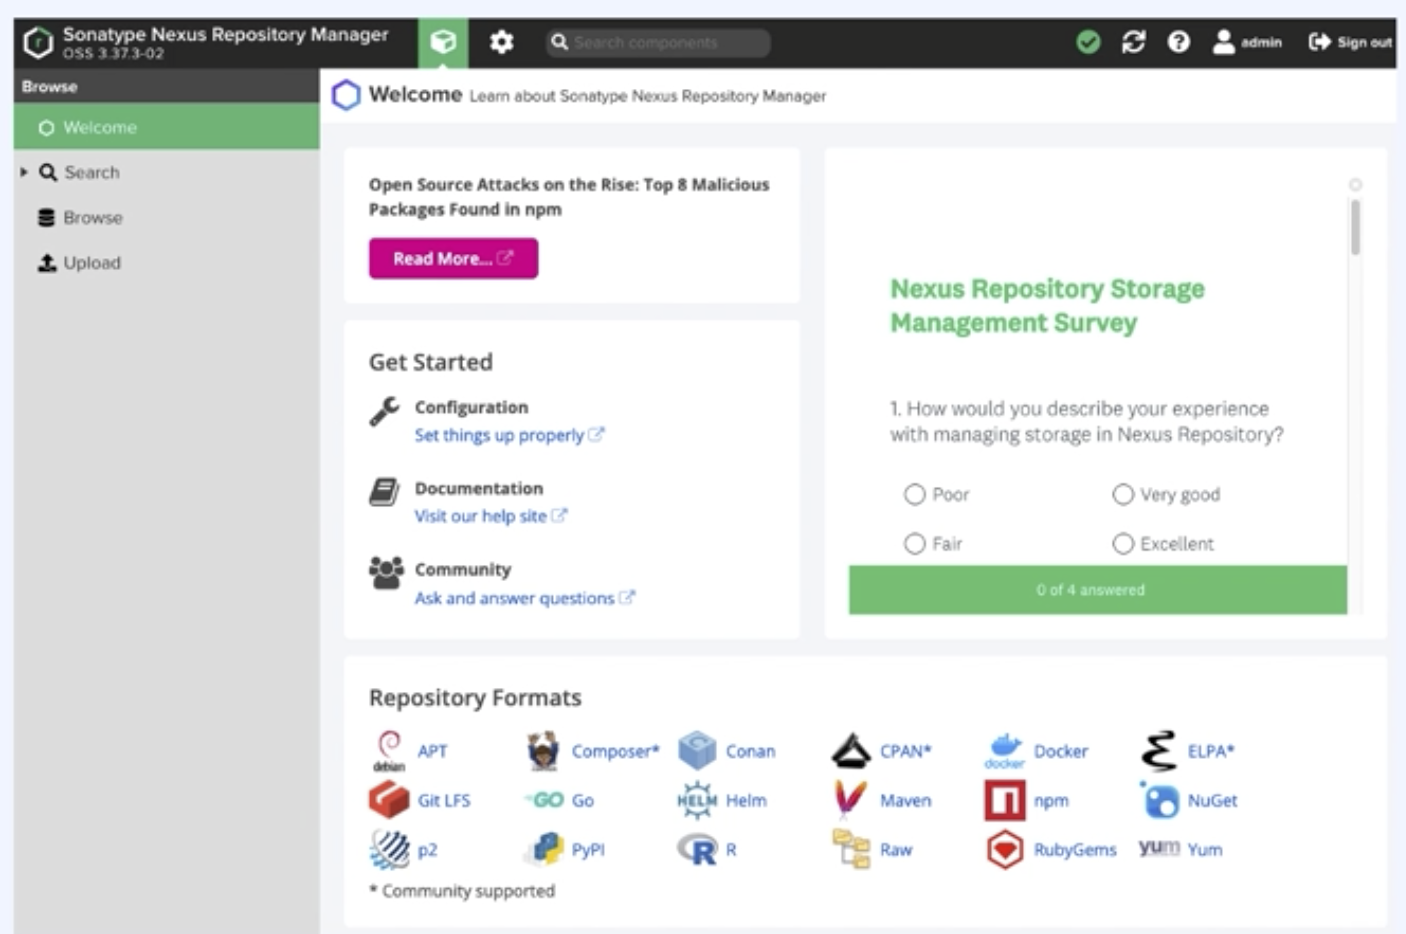 Sonatype Nexus Repository Manager
OSS 3.37.3-02
Search components
admin
Sign out
Browse
Welcome
Search
Browse
Upload
Welcome Learn about Sonatype Nexus Repository Manager
Open Source Attacks on the Rise: Top 8 Malicious
Packages Found in npm
Read More...
Get Started
Configuration
Set things up properly
Documentation
Visit our help site
Community
Ask and answer questions
Nexus Repository Storage
Management Survey
1. How would you describe your experience
with managing storage in Nexus Repository?
Poor
Very good
Fair
Excellent
0 of 4 answered
Repository Formats
debian APT
Composer*
Conan
CPAN*
docker Docker
ELPA*
Git LFS
GO Go
HELM Helm
Maven
npm
NuGet
p2
PyPI
R R
Raw
RubyGems
yum Yum
* Community supported